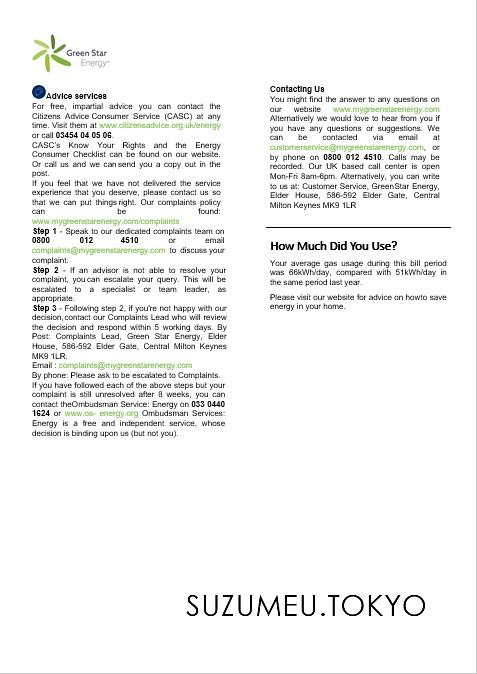 Green Star
Energy®
Advice services
For free, impartial advice you can contact the
Citizens Advice Consumer Service (CASC) at any
time. Visit them at www.citizensadvice.org.uk/energy
or call 03454 04 05 06.
CASC's Know Your Rights and the Energy
Consumer Checklist can be found on our website.
Or call us and we can send you a copy out in the
post.
If you feel that we have not delivered the service
experience that you deserve, please contact us so
that we can put things right. Our complaints policy
can be found:
www.mygreenstarenergy.com/complaints
Step 1 - Speak to our dedicated complaints team on
0800 012 4510 or email
complaints@mygreenstarenergy.com to discuss your
complaint.
Step 2 - If an advisor is not able to resolve your
complaint, you can escalate your query. This will be
escalated to a specialist or team leader, as
appropriate.
Step 3 - Following step 2, if you're not happy with our
decision,contact our Complaints Lead who will review
the decision and respond within 5 working days. By
Post: Complaints Lead, Green Star Energy, Elder
House, 586-592 Elder Gate, Central Milton Keynes
MK9 1LR.
Email : complaints@mygreenstarenergy.com
By phone: Please ask to be escalated to Complaints.
If you have followed each of the above steps but your
complaint is still unresolved after 8 weeks, you can
contact theOmbudsman Service: Energy on 033 0440
1624 or www.os- energy.org Ombudsman Services:
Energy is a free and independent service, whose
decision is binding upon us (but not you).
Contacting Us
You might find the answer to any questions on
our website www.mygreenstarenergy.com
Alternatively we would love to hear from you if
you have any questions or suggestions. We
can be contacted via email at
customerservice@mygreenstarenergy.com, or
by phone on 0800 012 4510. Calls may be
recorded. Our UK based call center is open
Mon-Fri 8am-6pm. Alternatively, you can write
to us at: Customer Service, GreenStar Energy,
Elder House, 586-592 Elder Gate, Central
Milton Keynes MK9 1LR
How Much Did You Use?
Your average gas usage during this bill period
was 66kWh/day, compared with 51kWh/day in
the same period last year.
Please visit our website for advice on howto save
energy in your home.
SUZUMEU.TOKYO